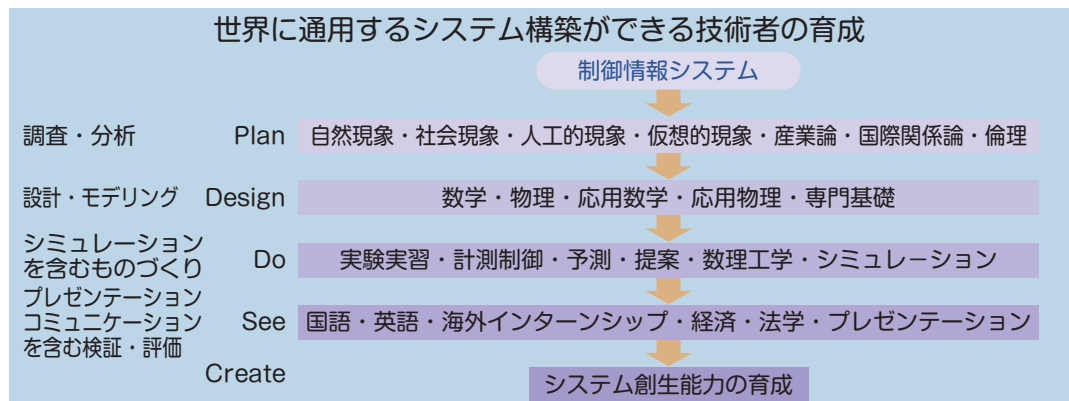 世界に通用するシステム構築ができる技術者の育成
制御情報システム
調査・分析 Plan 自然現象・社会現象・人工的現象・仮想的現象・産業論・国際関係論・倫理
設計・モデリング Design 数学・物理・応用数学・応用物理・専門基礎
シミュレーション
を含むものづくり Do 実験実習・計測制御・予測・提案・数理工学・シミュレーション
プレゼンテーション
コミュニケーション
を含む検証・評価 See 国語・英語・海外インターンシップ・経済・法学・プレゼンテーション
Create システム創生能力の育成